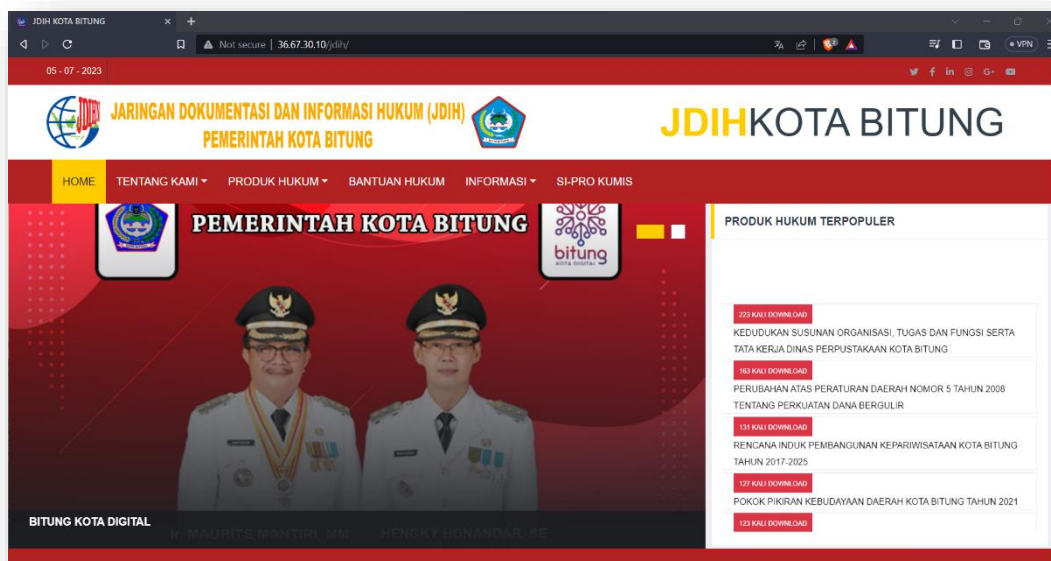 JDIH KOTA BITUNG
Not secure | 36.67.30.10/jdih/
VPN
05 - 07 - 2023
JDIHN
JARINGAN DOKUMENTASI DAN INFORMASI HUKUM (JDIH)
PEMERINTAH KOTA BITUNG
JDIHKOTA BITUNG
HOME TENTANG KAMI PRODUK HUKUM BANTUAN HUKUM INFORMASI SI-PRO KUMIS
PEMERINTAH KOTA BITUNG
bitung
KOTA DIGITAL
BITUNG KOTA DIGITAL
Ir. MAURITS MANTIRI, MM HENGKY HONANDAR, SE
PRODUK HUKUM TERPOPULER
223 KALI DOWNLOAD
KEDUDUKAN SUSUNAN ORGANISASI, TUGAS DAN FUNGSI SERTA
TATA KERJA DINAS PERPUSTAKAAN KOTA BITUNG
163 KALI DOWNLOAD
PERUBAHAN ATAS PERATURAN DAERAH NOMOR 5 TAHUN 2008
TENTANG PERKUATAN DANA BERGULIR
131 KALI DOWNLOAD
RENCANA INDUK PEMBANGUNAN KEPARIWISATAAN KOTA BITUNG
TAHUN 2017-2025
127 KALI DOWNLOAD
POKOK PIKIRAN KEBUDAYAAN DAERAH KOTA BITUNG TAHUN 2021
123 KALI DOWNLOAD